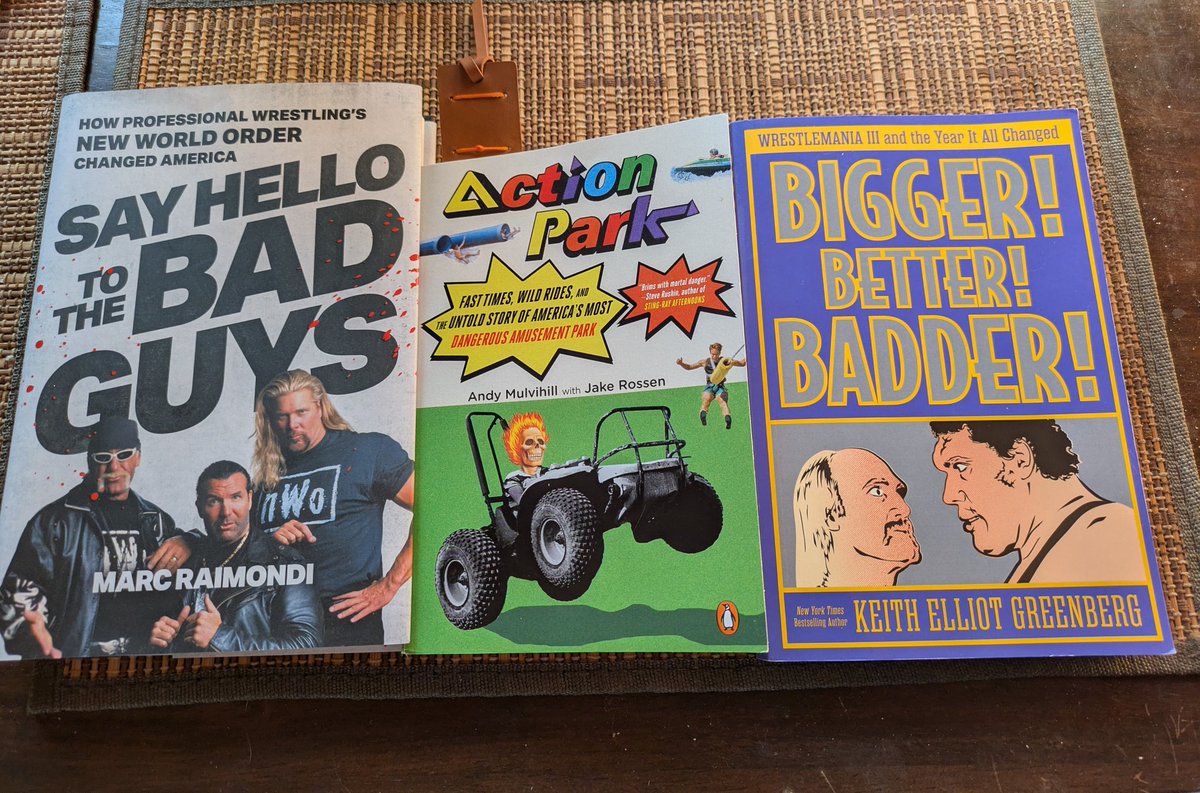 HOW PROFESSIONAL WRESTLING'S
NEW WORLD ORDER
CHANGED AMERICA
SAY HELLO
TO THE BAD
GUYS
nWo
MARC RAIMONDI
Action
Park
FAST TIMES, WILD RIDES, AND
THE UNTOLD STORY OF AMERICA'S MOST
DANGEROUS AMUSEMENT PARK
"Brims with mortal danger."
—Steve Rushin, author of
STING-RAY AFTERNOONS
Andy Mulvihill with Jake Rossen
WRESTLEMANIA III and the Year It All Changed
BIGGER!
BETTER!
BADDER!
New York Times
Bestselling Author
KEITH ELLIOT GREENBERG